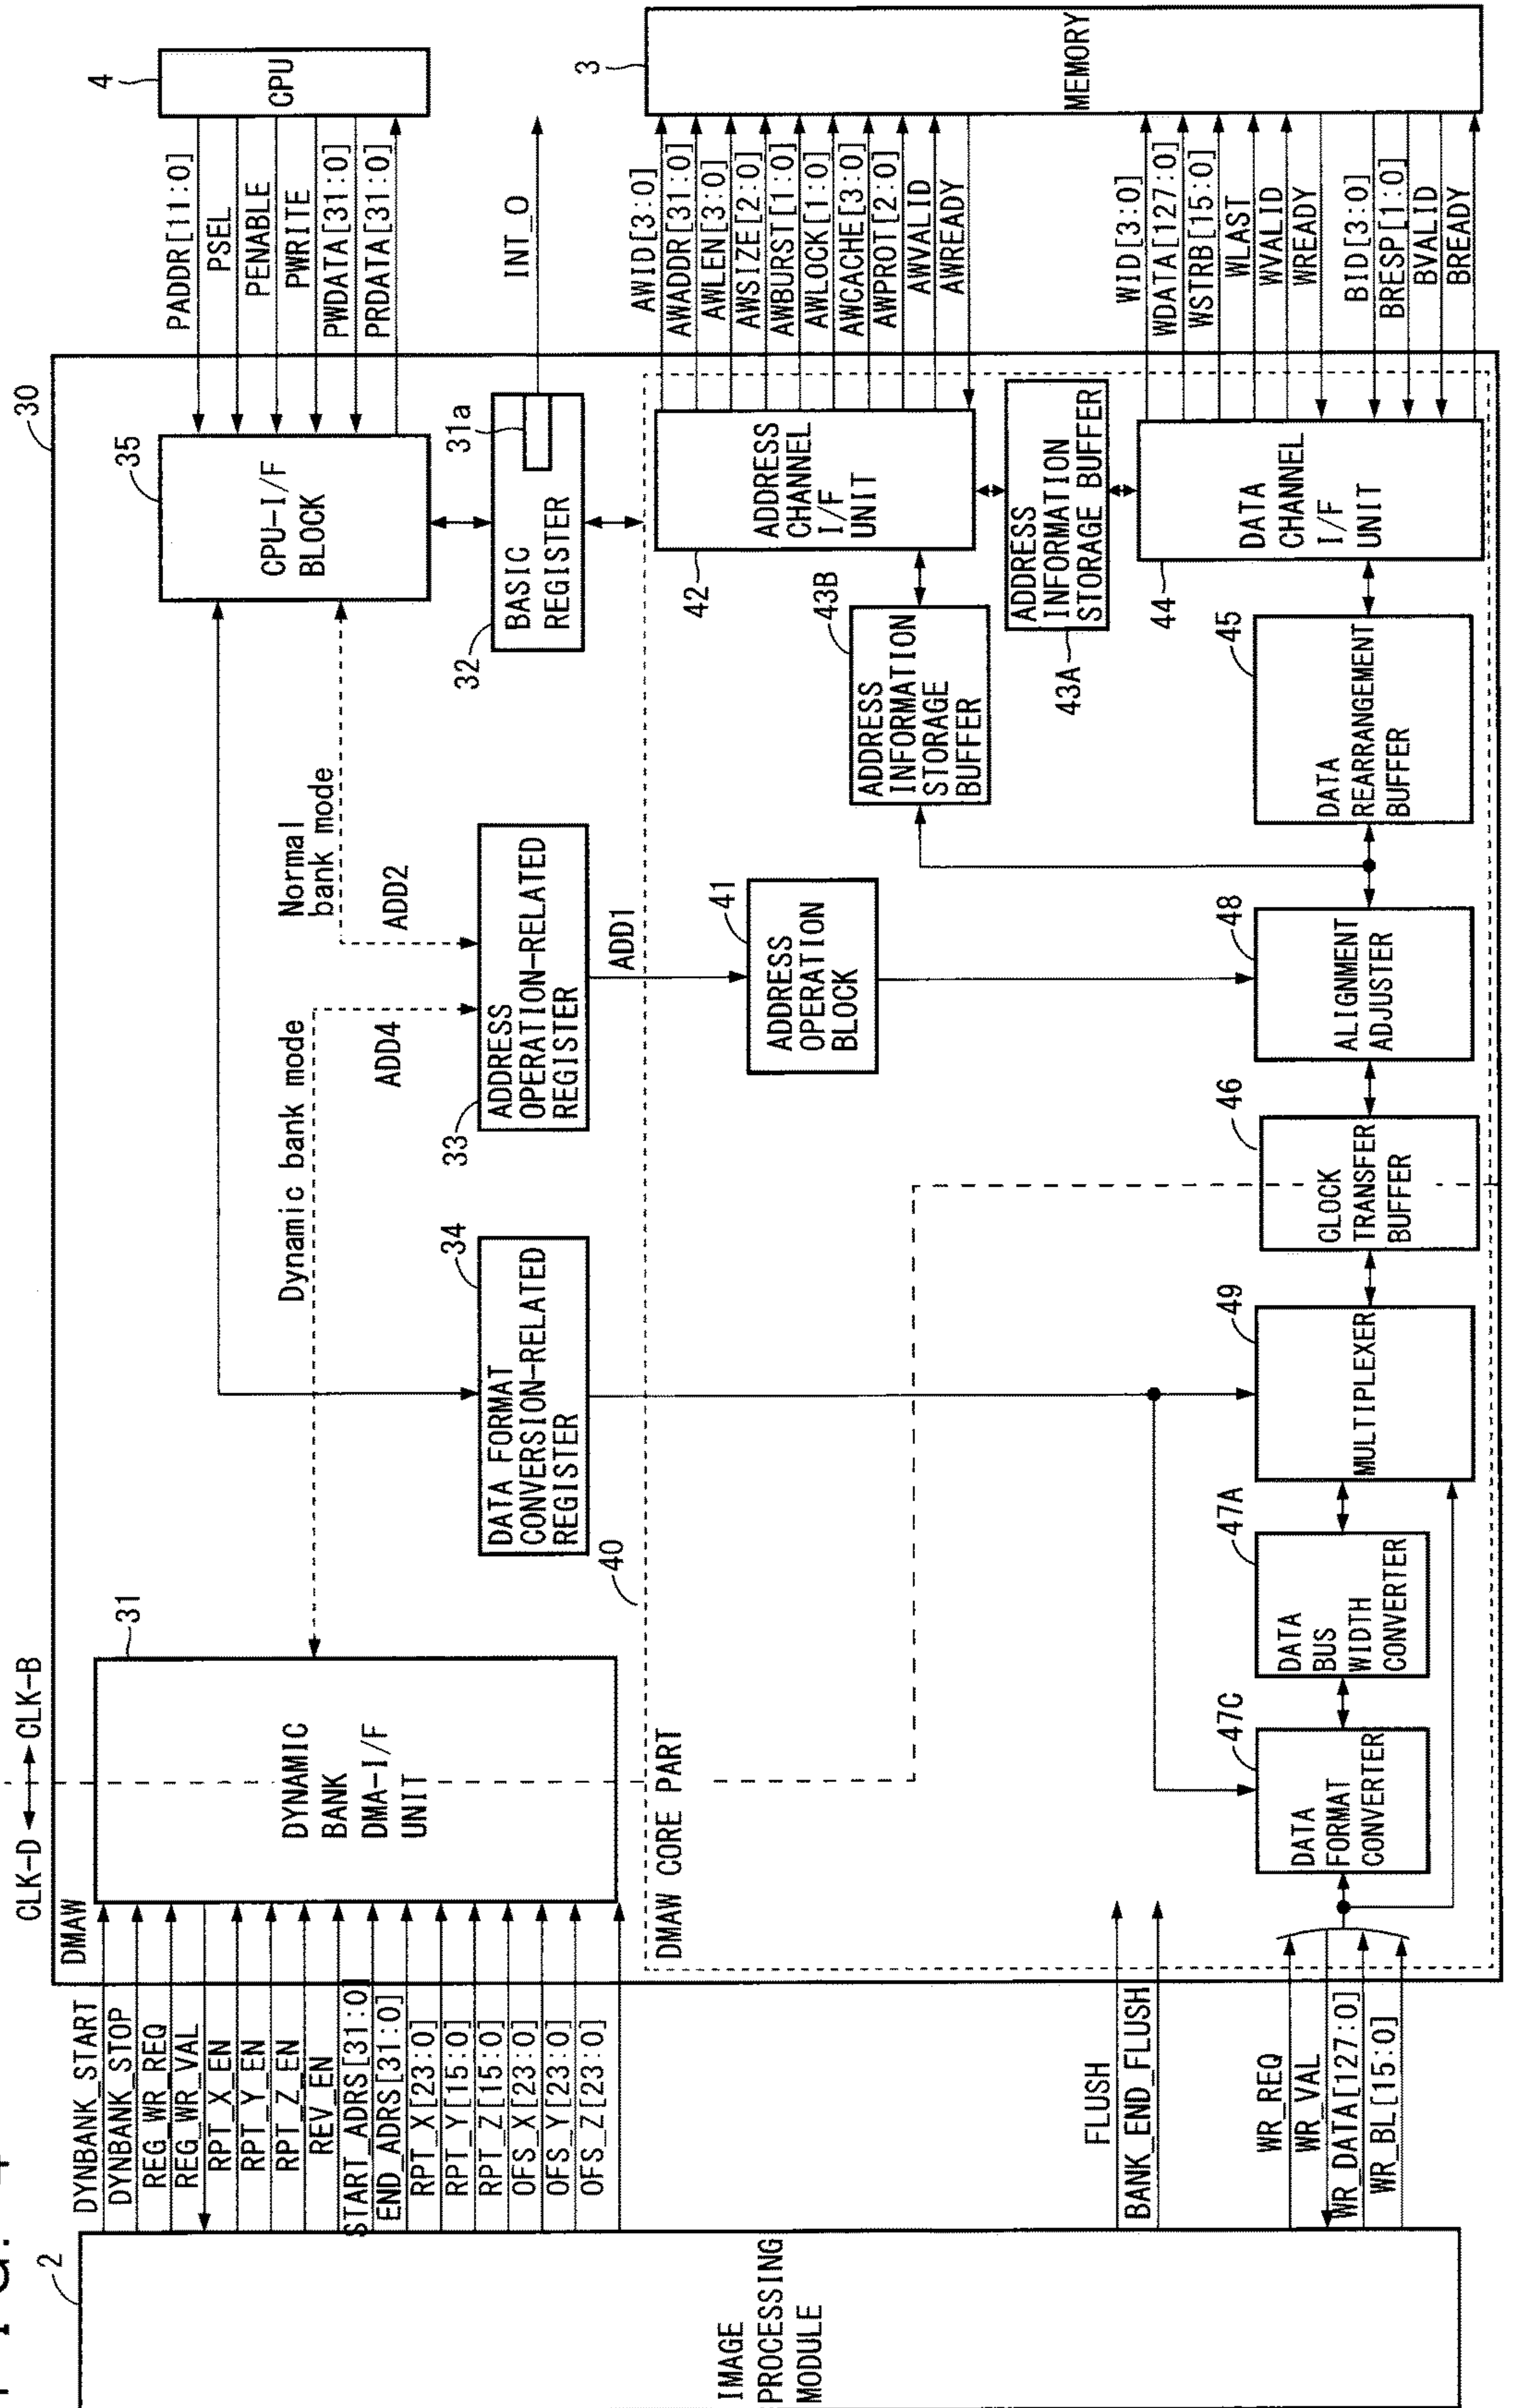 CLK-D
CLK-B
30
DMAW
2
IMAGE
PROCESSING
MODULE
DYNBANK_START
DYNBANK_STOP
REG_WR_REQ
REG_WR_VAL
RPT_X_EN
RPT_Y_EN
RPT_Z_EN
REV_EN
START_ADRS[31:0]
END_ADRS[31:0]
RPT_X[23:0]
RPT_Y[15:0]
RPT_Z[15:0]
OFS_X[23:0]
OFS_Y[23:0]
OFS_Z[23:0]
FLUSH
BANK_END_FLUSH
WR_REQ
WR_VAL
WR_DATA[127:0]
WR_BL[15:0]
31
DYNAMIC
BANK
DMA-I/F
UNIT
Dynamic bank mode
ADD4
Normal
bank mode
ADD2
34
DATA FORMAT
CONVERSION-RELATED
REGISTER
33
ADDRESS
OPERATION-RELATED
REGISTER
ADD1
35
CPU-I/F
BLOCK
32
BASIC
REGISTER
31a
40
DMAW CORE PART
41
ADDRESS
OPERATION
BLOCK
42
ADDRESS
CHANNEL
I/F
UNIT
43B
ADDRESS
INFORMATION
STORAGE
BUFFER
43A
ADDRESS
INFORMATION
STORAGE BUFFER
44
DATA
CHANNEL
I/F
UNIT
47C
DATA
FORMAT
CONVERTER
47A
DATA
BUS
WIDTH
CONVERTER
49
MULTIPLEXER
46
CLOCK
TRANSFER
BUFFER
48
ALIGNMENT
ADJUSTER
45
DATA
REARRANGEMENT
BUFFER
PADDR[11:0]
PSEL
PENABLE
PWRITE
PWDATA[31:0]
PRDATA[31:0]
4
CPU
INT_O
AWID[3:0]
AWADDR[31:0]
AWLEN[3:0]
AWSIZE[2:0]
AWBURST[1:0]
AWLOCK[1:0]
AWCACHE[3:0]
AWPROT[2:0]
AWVALID
AWREADY
WID[3:0]
WDATA[127:0]
WSTRB[15:0]
WLAST
WVALID
WREADY
BID[3:0]
BRESP[1:0]
BVALID
BREADY
3
MEMORY